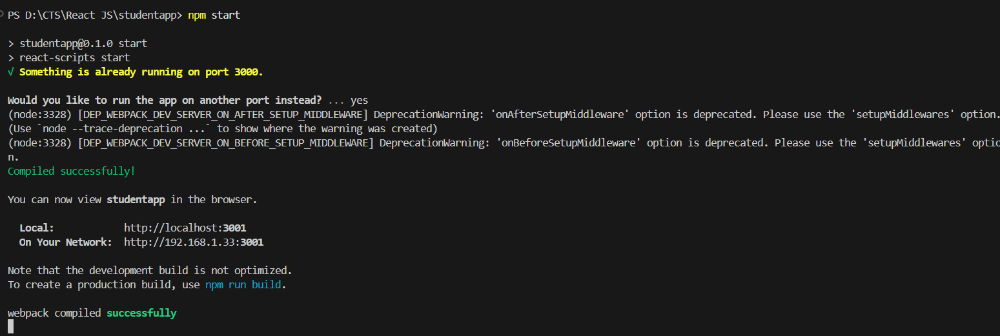 PS D:\CTS\React JS\studentapp> npm start
> studentapp@0.1.0 start
> react-scripts start
√ Something is already running on port 3000.
Would you like to run the app on another port instead? ... yes
(node:3328) [DEP_WEBPACK_DEV_SERVER_ON_AFTER_SETUP_MIDDLEWARE] DeprecationWarning: 'onAfterSetupMiddleware' option is deprecated. Please use the 'setupMiddlewares' option.
(Use `node --trace-deprecation ...` to show where the warning was created)
(node:3328) [DEP_WEBPACK_DEV_SERVER_ON_BEFORE_SETUP_MIDDLEWARE] DeprecationWarning: 'onBeforeSetupMiddleware' option is deprecated. Please use the 'setupMiddlewares' optio
n.
Compiled successfully!
You can now view studentapp in the browser.
Local: http://localhost:3001
On Your Network: http://192.168.1.33:3001
Note that the development build is not optimized.
To create a production build, use npm run build.
webpack compiled successfully